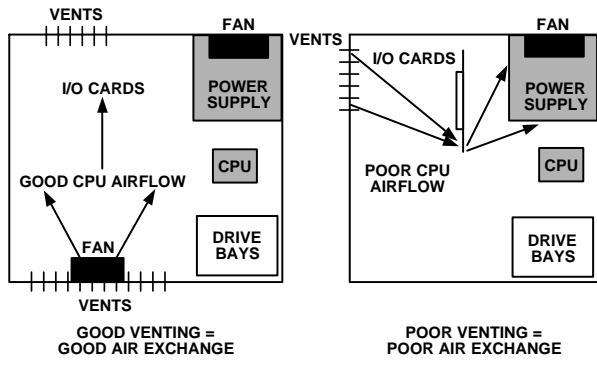 VENTS
FAN
I/O CARDS
POWER
SUPPLY
GOOD CPU AIRFLOW
CPU
FAN
DRIVE
BAYS
VENTS
GOOD VENTING =
GOOD AIR EXCHANGE
VENTS
FAN
I/O CARDS
POWER
SUPPLY
POOR CPU
AIRFLOW
CPU
DRIVE
BAYS
POOR VENTING =
POOR AIR EXCHANGE